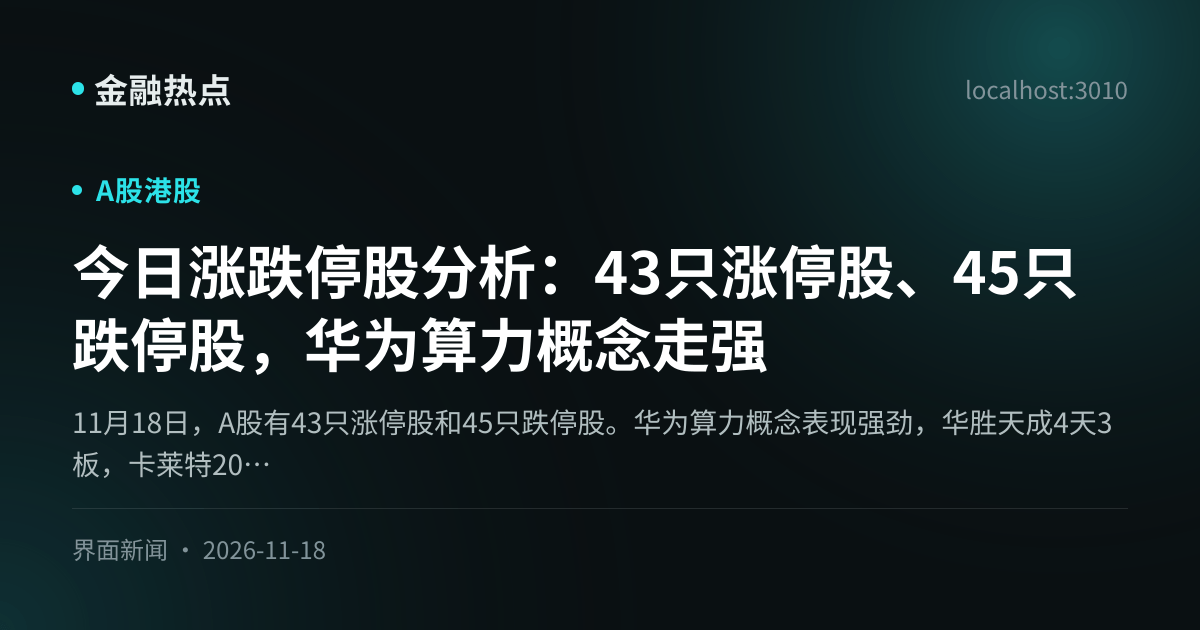 金融热点
localhost:3010
A股港股
今日涨跌停股分析：43只涨停股、45只
跌停股，华为算力概念走强
11月18日，A股有43只涨停股和45只跌停股。华为算力概念表现强劲，华胜天成4天3
板，卡莱特20…
界面新闻 • 2026-11-18